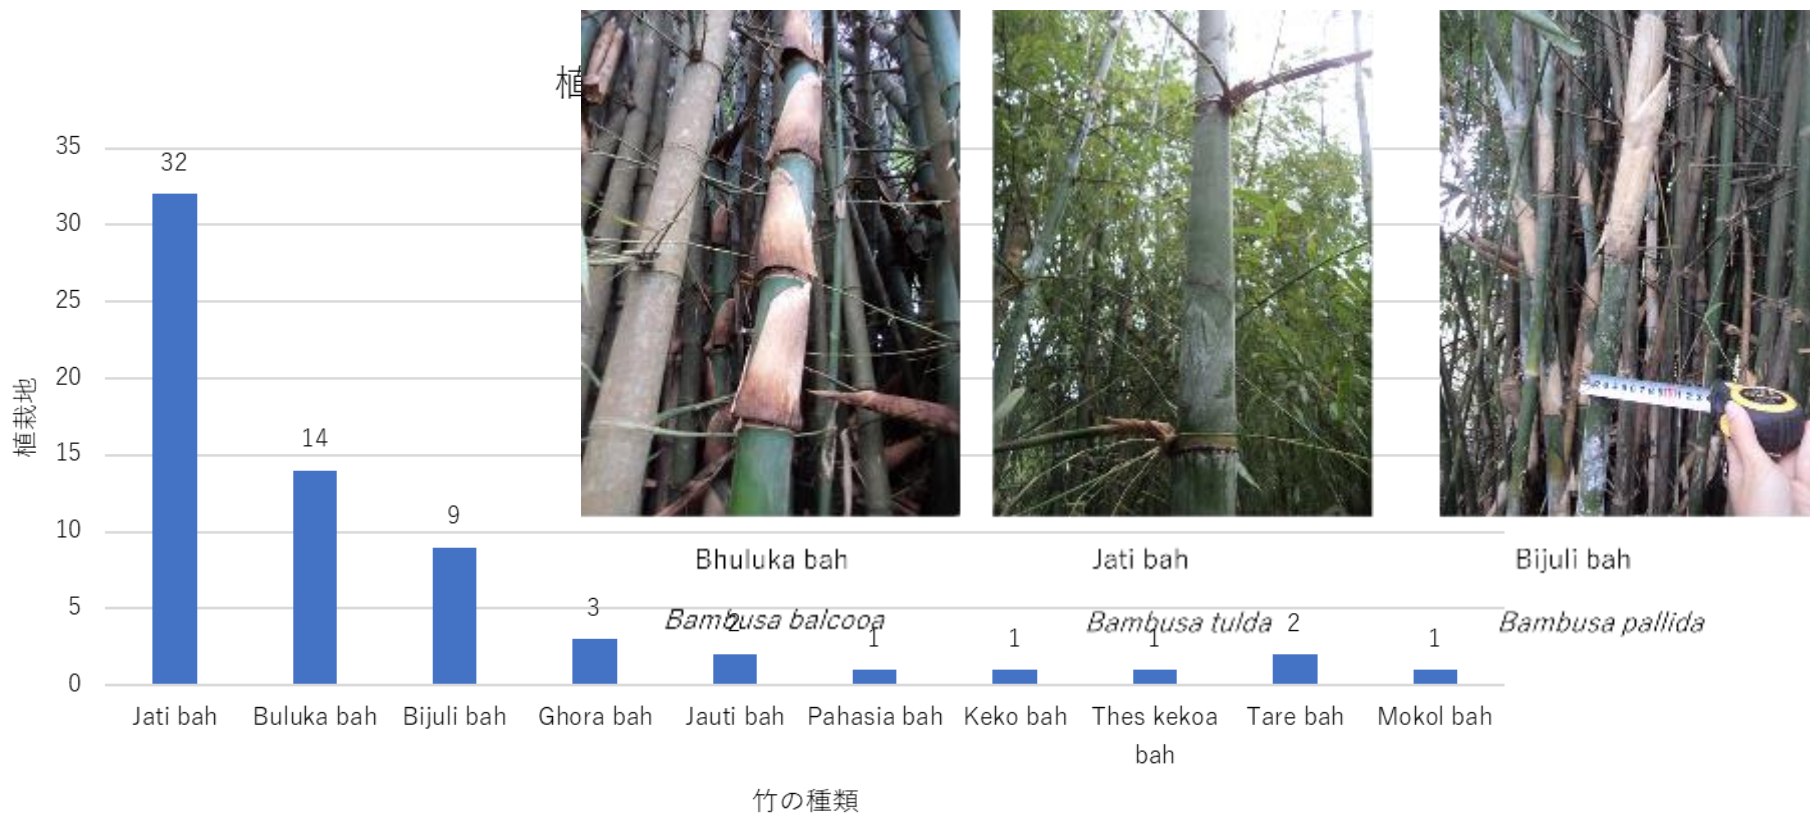 植
35
30
25
20
15
10
5
0
植栽地
32
14
9
3
2
1
1
1
2
1
Bhuluka bah
Jati bah
Bijuli bah
Bambusa balcooa
Bambusa tulda
Bambusa pallida
Jati bah
Buluka bah
Bijuli bah
Ghora bah
Jauti bah
Pahasia bah
Keko bah
Thes kekoa
bah
Tare bah
Mokol bah
竹の種類